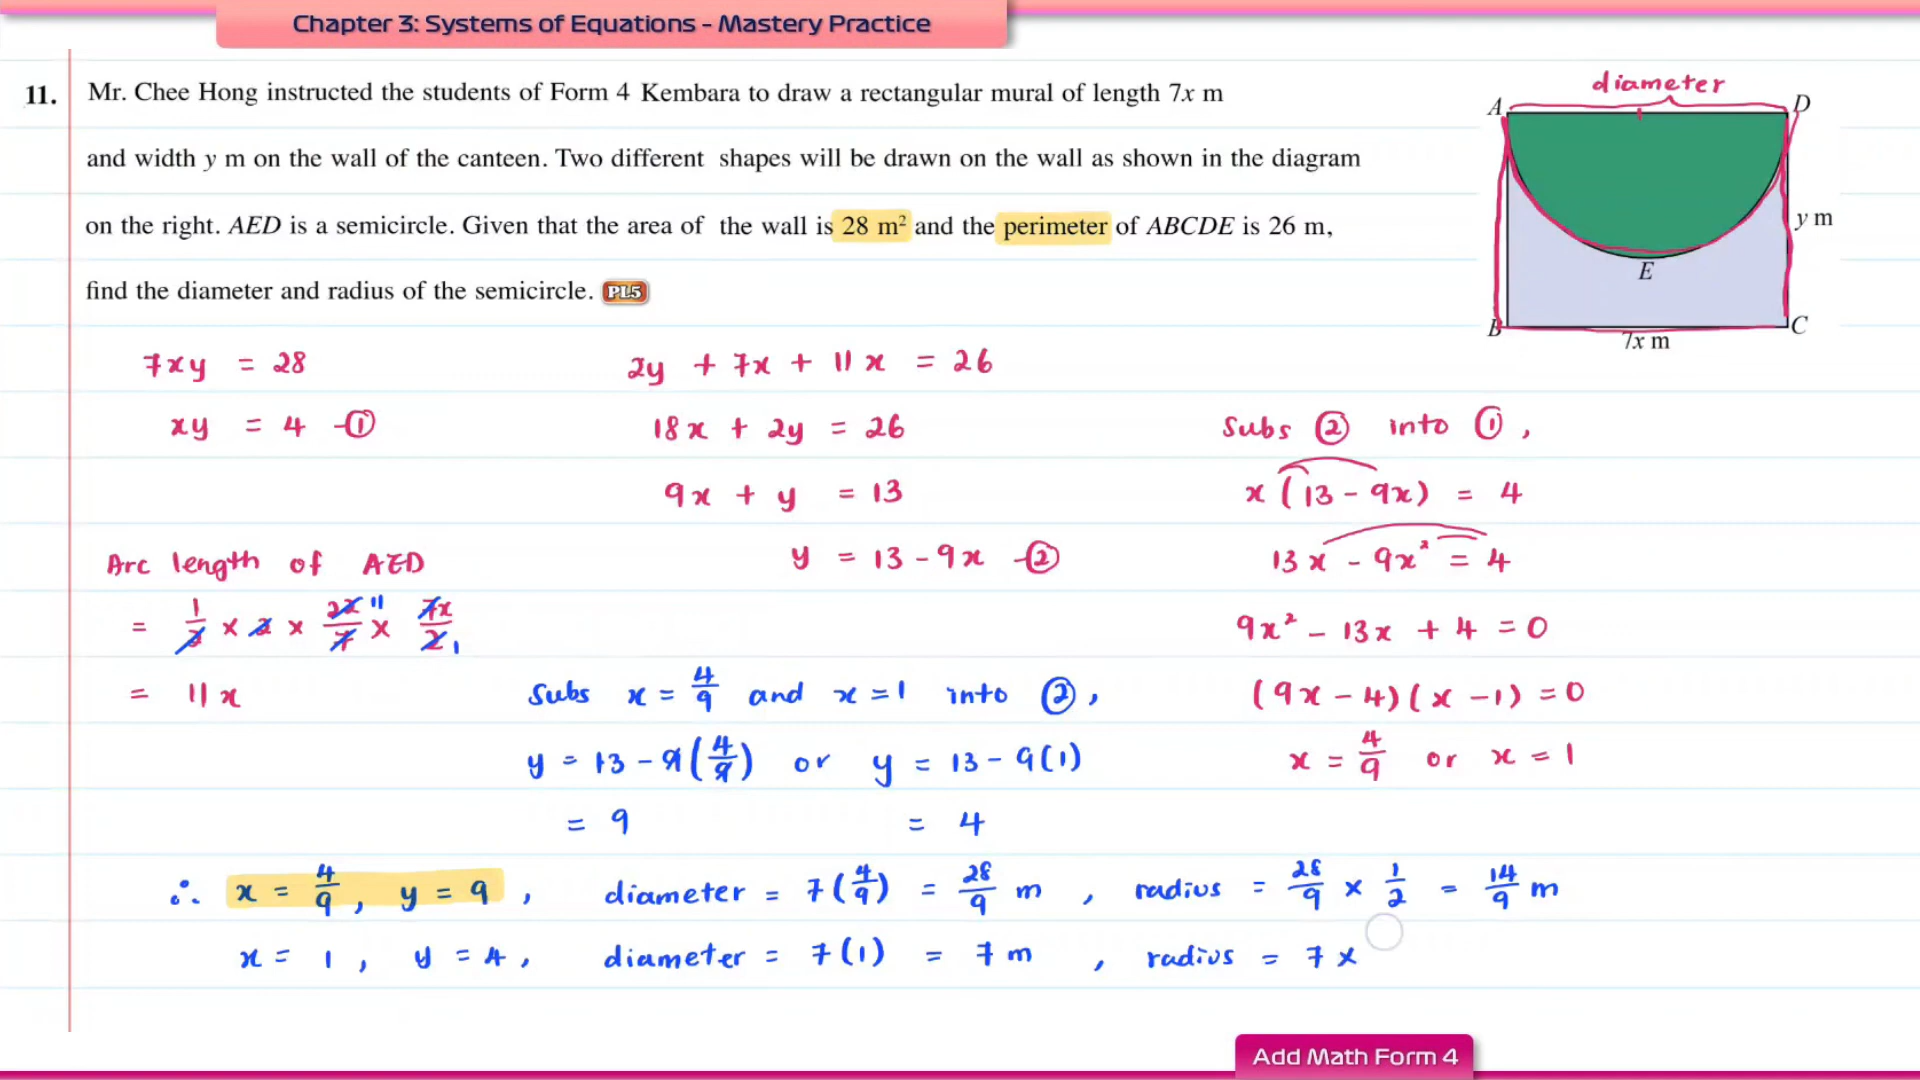 Chapter 3: Systems of Equations - Mastery Practice
11. Mr. Chee Hong instructed the students of Form 4 Kembara to draw a rectangular mural of length 7x m
and width y m on the wall of the canteen. Two different shapes will be drawn on the wall as shown in the diagram
on the right. AED is a semicircle. Given that the area of the wall is 28 m² and the perimeter of ABCDE is 26 m,
find the diameter and radius of the semicircle. PL5
diameter
A
D
y m
E
B
C
7x m
7xy = 28
xy = 4 -①
Arc length of AED
= 1/2 × 2 × 22/7 × 7x/2 11 1
= 11x
2y + 7x + 11x = 26
18x + 2y = 26
9x + y = 13
y = 13 - 9x -②
Subs ② into ①,
x(13 - 9x) = 4
13x - 9x² = 4
9x² - 13x + 4 = 0
(9x - 4)(x - 1) = 0
x = 4/9 or x = 1
Subs x = 4/9 and x = 1 into ②,
y = 13 - 9(4/9) or y = 13 - 9(1)
= 9 = 4
∴ x = 4/9, y = 9, diameter = 7(4/9) = 28/9 m, radius = 28/9 × 1/2 = 14/9 m
x = 1, y = 4, diameter = 7(1) = 7m, radius = 7 ×
Add Math Form 4